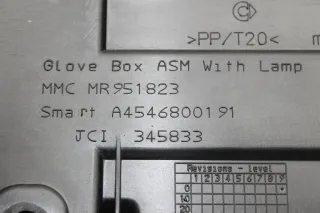 >PP/T20<
Glove Box ASM With Lamp
MMC MR951823
Smart A4546800191
JCI 345833
Revisions - level
1 2 3 4 5 6 7 8 9
0
10
20